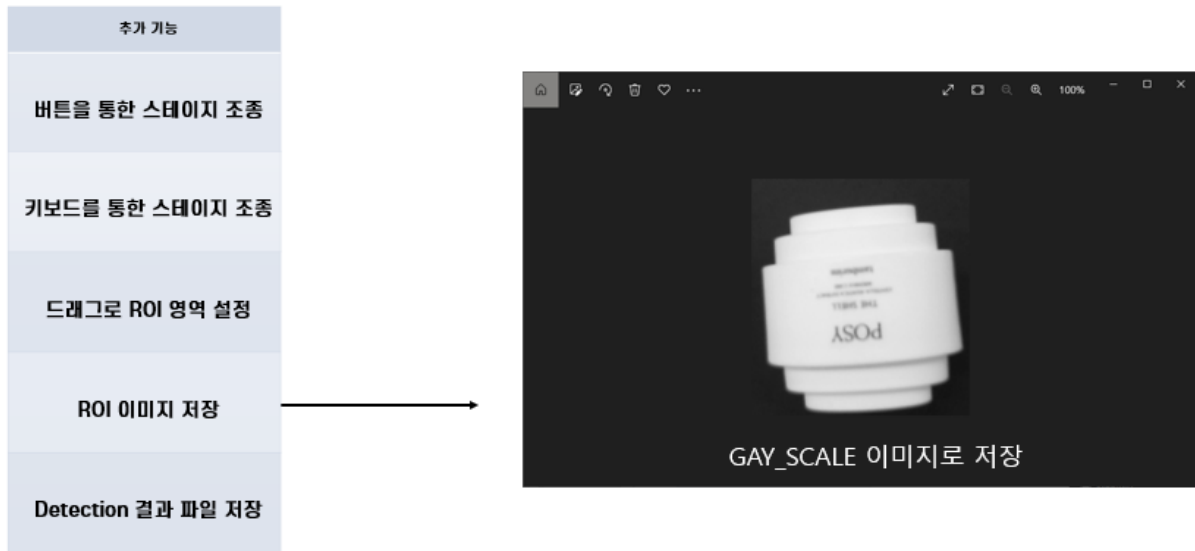 추가 기능
버튼을 통한 스테이지 조종
키보드를 통한 스테이지 조종
드래그로 ROI 영역 설정
ROI 이미지 저장
Detection 결과 파일 저장
100%
POSY
THE SHELL
tamburins
GAY_SCALE 이미지로 저장